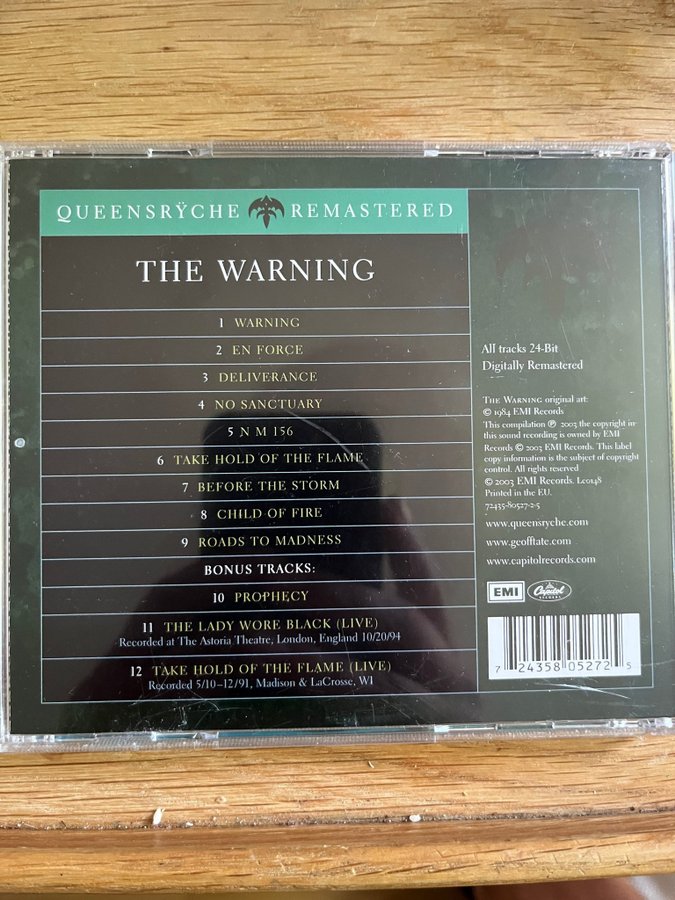 QUEENSRŸCHE REMASTERED
THE WARNING
1 WARNING
2 EN FORCE
3 DELIVERANCE
4 NO SANCTUARY
5 N M 156
6 TAKE HOLD OF THE FLAME
7 BEFORE THE STORM
8 CHILD OF FIRE
9 ROADS TO MADNESS
BONUS TRACKS:
10 PROPHECY
11 THE LADY WORE BLACK (LIVE)
Recorded at The Astoria Theatre, London, England 10/20/94
12 TAKE HOLD OF THE FLAME (LIVE)
Recorded 5/10–12/91, Madison & LaCrosse, WI
All tracks 24-Bit
Digitally Remastered
THE WARNING original art:
© 1984 EMI Records
This compilation ℗ 2003 the copyright in
this sound recording is owned by EMI
Records © 2003 EMI Records. This label
copy information is the subject of copyright
control. All rights reserved
© 2003 EMI Records. LC0148
Printed in the EU.
72435-80527-2-5
www.queensryche.com
www.geofftate.com
www.capitolrecords.com
EMI Capitol
RECORDS
7 24358 05272 5